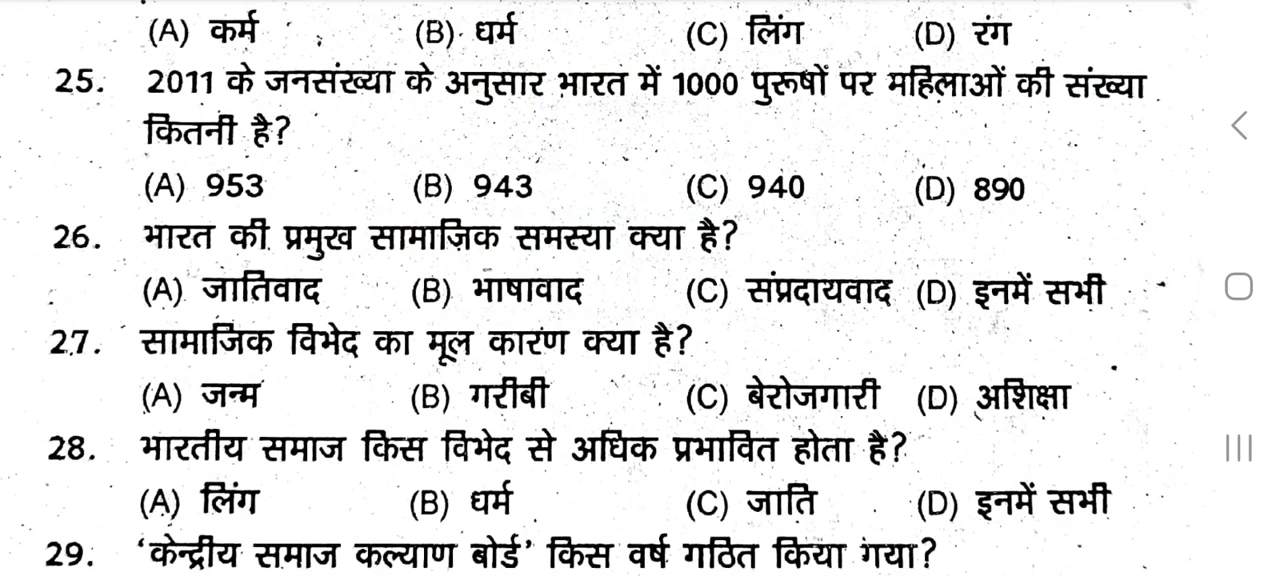 (A) कर्म (B) धर्म (C) लिंग (D) रंग
25. 2011 के जनसंख्या के अनुसार भारत में 1000 पुरूषों पर महिलाओं की संख्या
कितनी है?
(A) 953 (B) 943 (C) 940 (D) 890
26. भारत की प्रमुख सामाजिक समस्या क्या है?
(A) जातिवाद (B) भाषावाद (C) संप्रदायवाद (D) इनमें सभी
27. सामाजिक विभेद का मूल कारण क्या है?
(A) जन्म (B) गरीबी (C) बेरोजगारी (D) अशिक्षा
28. भारतीय समाज किस विभेद से अधिक प्रभावित होता है?
(A) लिंग (B) धर्म (C) जाति (D) इनमें सभी
29. 'केन्द्रीय समाज कल्याण बोर्ड' किस वर्ष गठित किया गया?